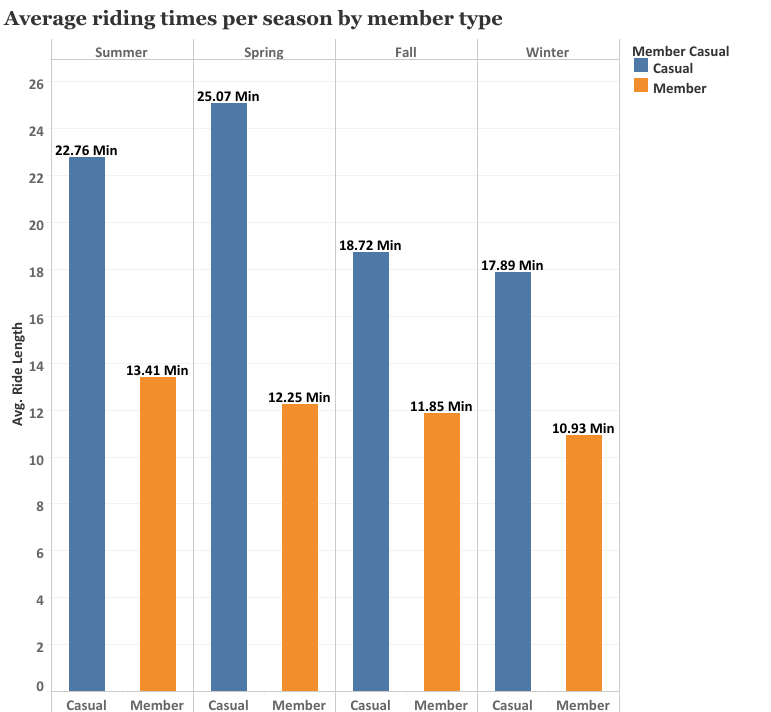 Average riding times per season by member type
Summer Spring Fall Winter
Member Casual
Casual
Member
26
24
22
20
18
16
14
12
10
8
6
4
2
0
Avg. Ride Length
22.76 Min
13.41 Min
25.07 Min
12.25 Min
18.72 Min
11.85 Min
17.89 Min
10.93 Min
Casual Member Casual Member Casual Member Casual Member